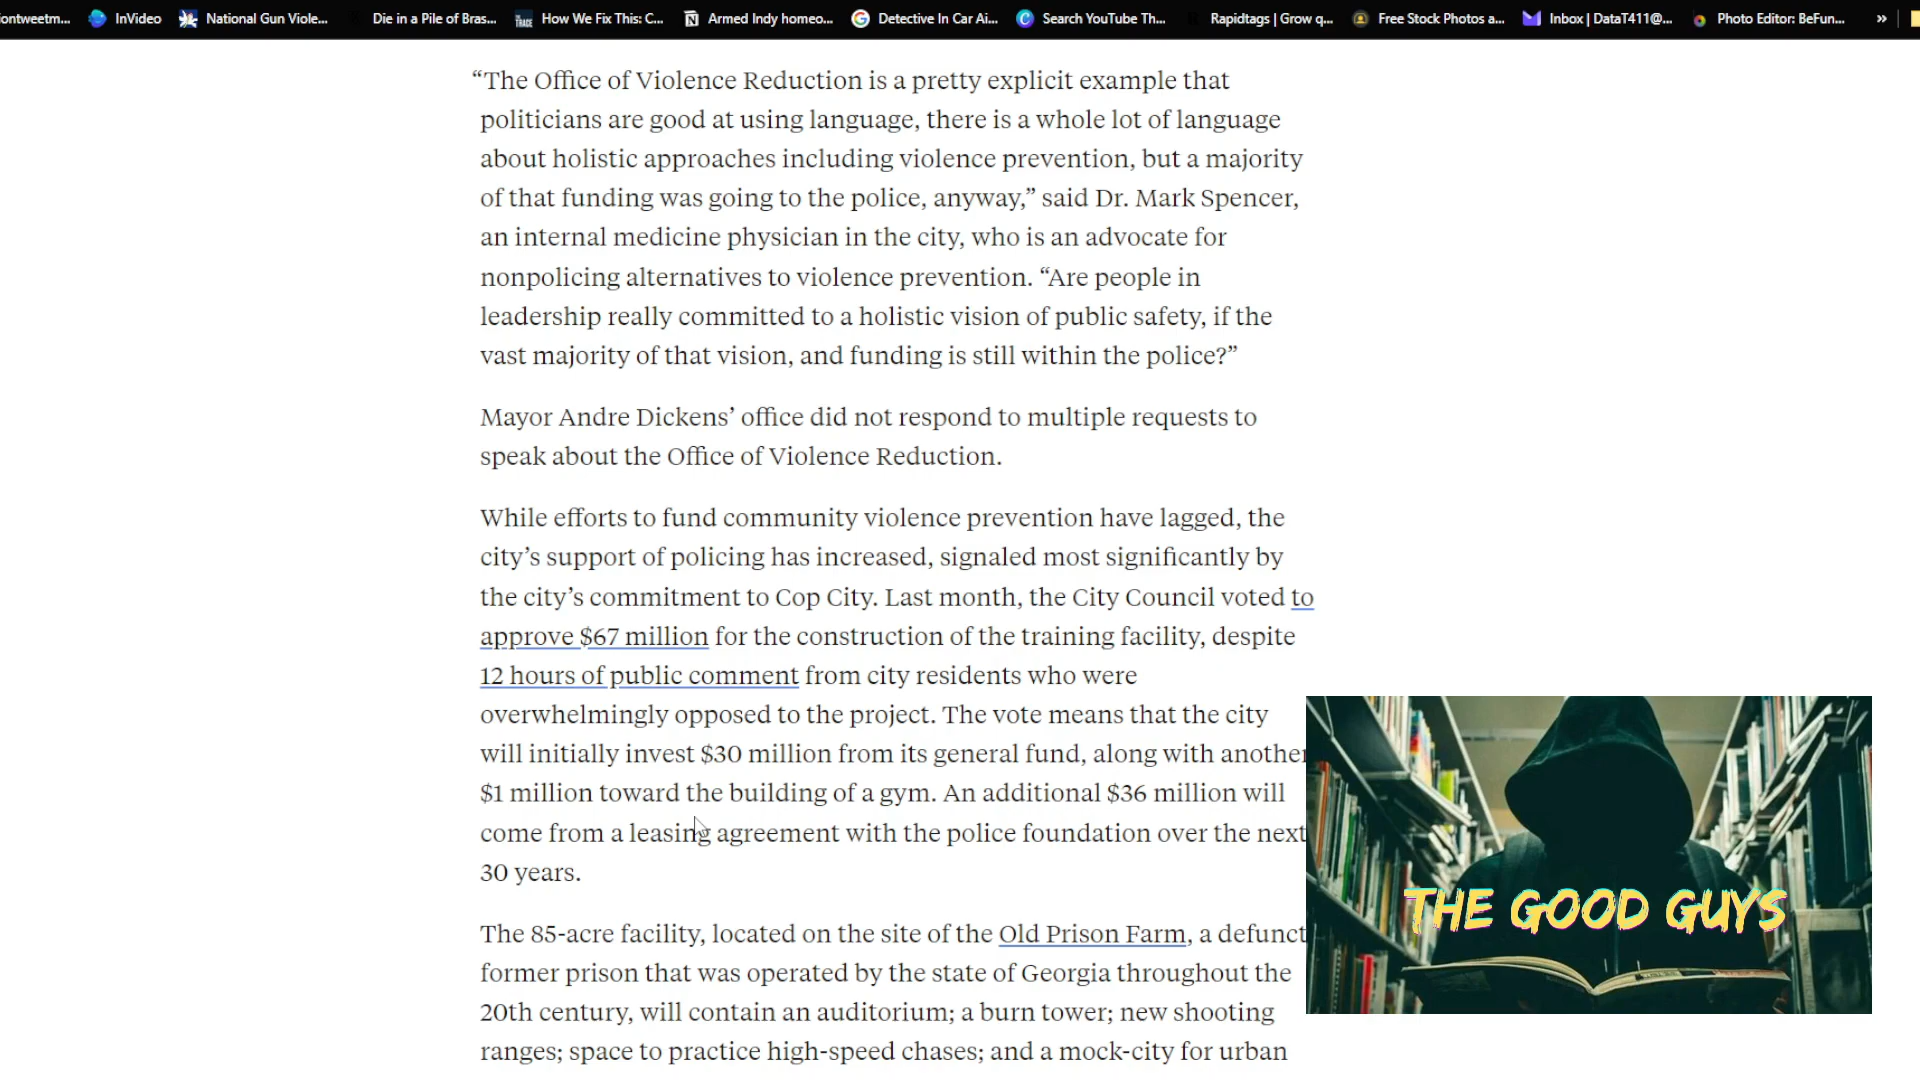 iontweetm...
InVideo
National Gun Viole...
Die in a Pile of Bras...
THE TRACE
How We Fix This: C...
Armed Indy homeo...
Detective In Car Ai...
Search YouTube Th...
Rapidtags | Grow q...
Free Stock Photos a...
Inbox | DataT411@...
Photo Editor: BeFun...
»
“The Office of Violence Reduction is a pretty explicit example that
politicians are good at using language, there is a whole lot of language
about holistic approaches including violence prevention, but a majority
of that funding was going to the police, anyway,” said Dr. Mark Spencer,
an internal medicine physician in the city, who is an advocate for
nonpolicing alternatives to violence prevention. “Are people in
leadership really committed to a holistic vision of public safety, if the
vast majority of that vision, and funding is still within the police?”
Mayor Andre Dickens’ office did not respond to multiple requests to
speak about the Office of Violence Reduction.
While efforts to fund community violence prevention have lagged, the
city’s support of policing has increased, signaled most significantly by
the city’s commitment to Cop City. Last month, the City Council voted to
approve $67 million for the construction of the training facility, despite
12 hours of public comment from city residents who were
overwhelmingly opposed to the project. The vote means that the city
will initially invest $30 million from its general fund, along with another
$1 million toward the building of a gym. An additional $36 million will
come from a leasing agreement with the police foundation over the next
30 years.
The 85-acre facility, located on the site of the Old Prison Farm, a defunct
former prison that was operated by the state of Georgia throughout the
20th century, will contain an auditorium; a burn tower; new shooting
ranges; space to practice high-speed chases; and a mock-city for urban
THE GOOD GUYS